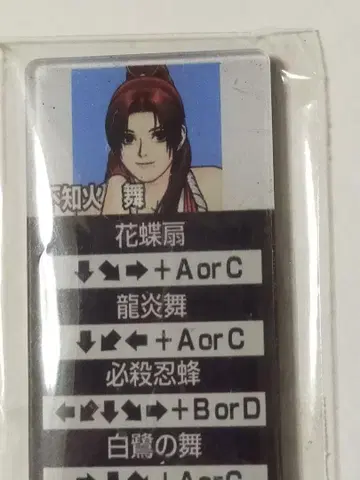 不知火 舞
花蝶扇
⬇⬊➡+AorC
龍炎舞
⬇⬋⬅+AorC
必殺忍蜂
⬅⬋⬇⬊➡+BorD
白鷺の舞
➡⬇⬊+AorC